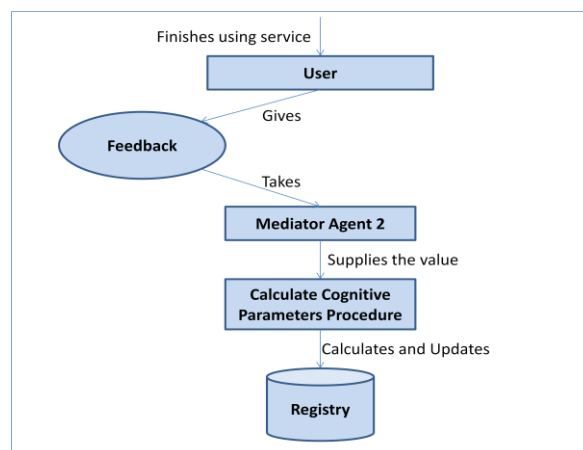 Finishes using service
User
Gives
Feedback
Takes
Mediator Agent 2
Supplies the value
Calculate Cognitive
Parameters Procedure
Calculates and Updates
Registry